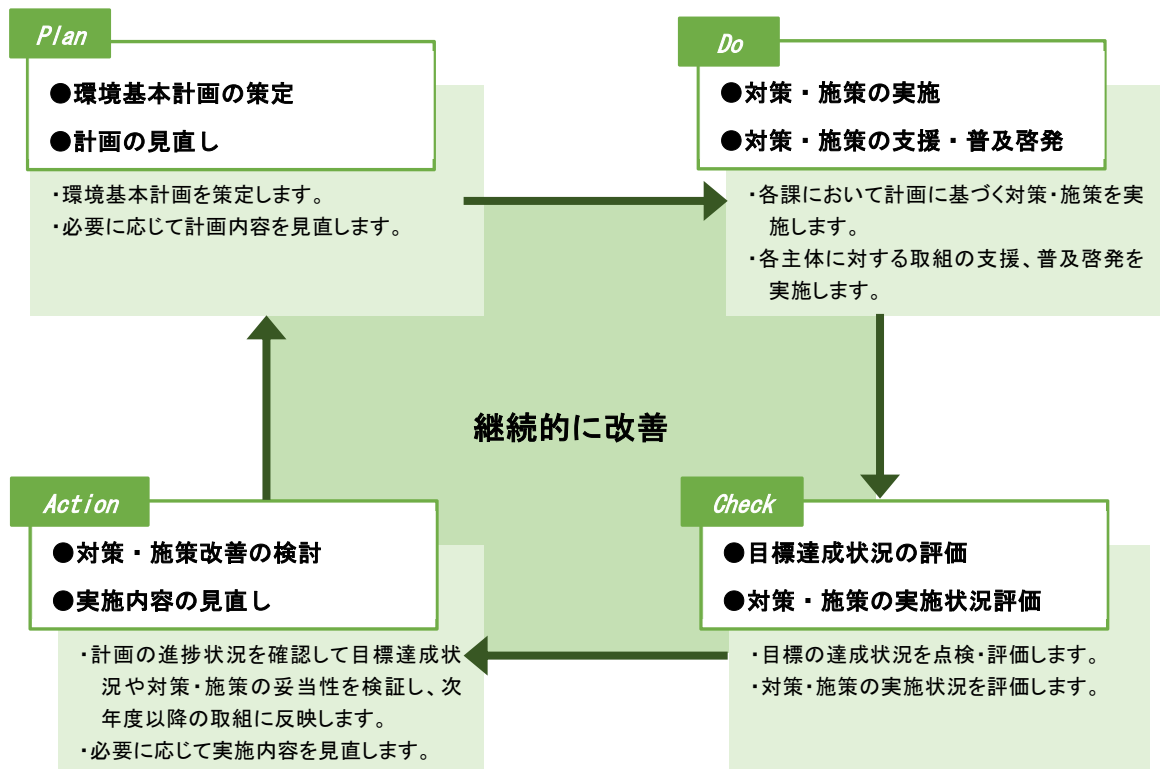 Plan
●環境基本計画の策定
●計画の見直し
・環境基本計画を策定します。
・必要に応じて計画内容を見直します。
Do
●対策・施策の実施
●対策・施策の支援・普及啓発
・各課において計画に基づく対策・施策を実
施します。
・各主体に対する取組の支援、普及啓発を
実施します。
継続的に改善
Action
●対策・施策改善の検討
●実施内容の見直し
・計画の進捗状況を確認して目標達成状
況や対策・施策の妥当性を検証し、次
年度以降の取組に反映します。
・必要に応じて実施内容を見直します。
Check
●目標達成状況の評価
●対策・施策の実施状況評価
・目標の達成状況を点検・評価します。
・対策・施策の実施状況を評価します。